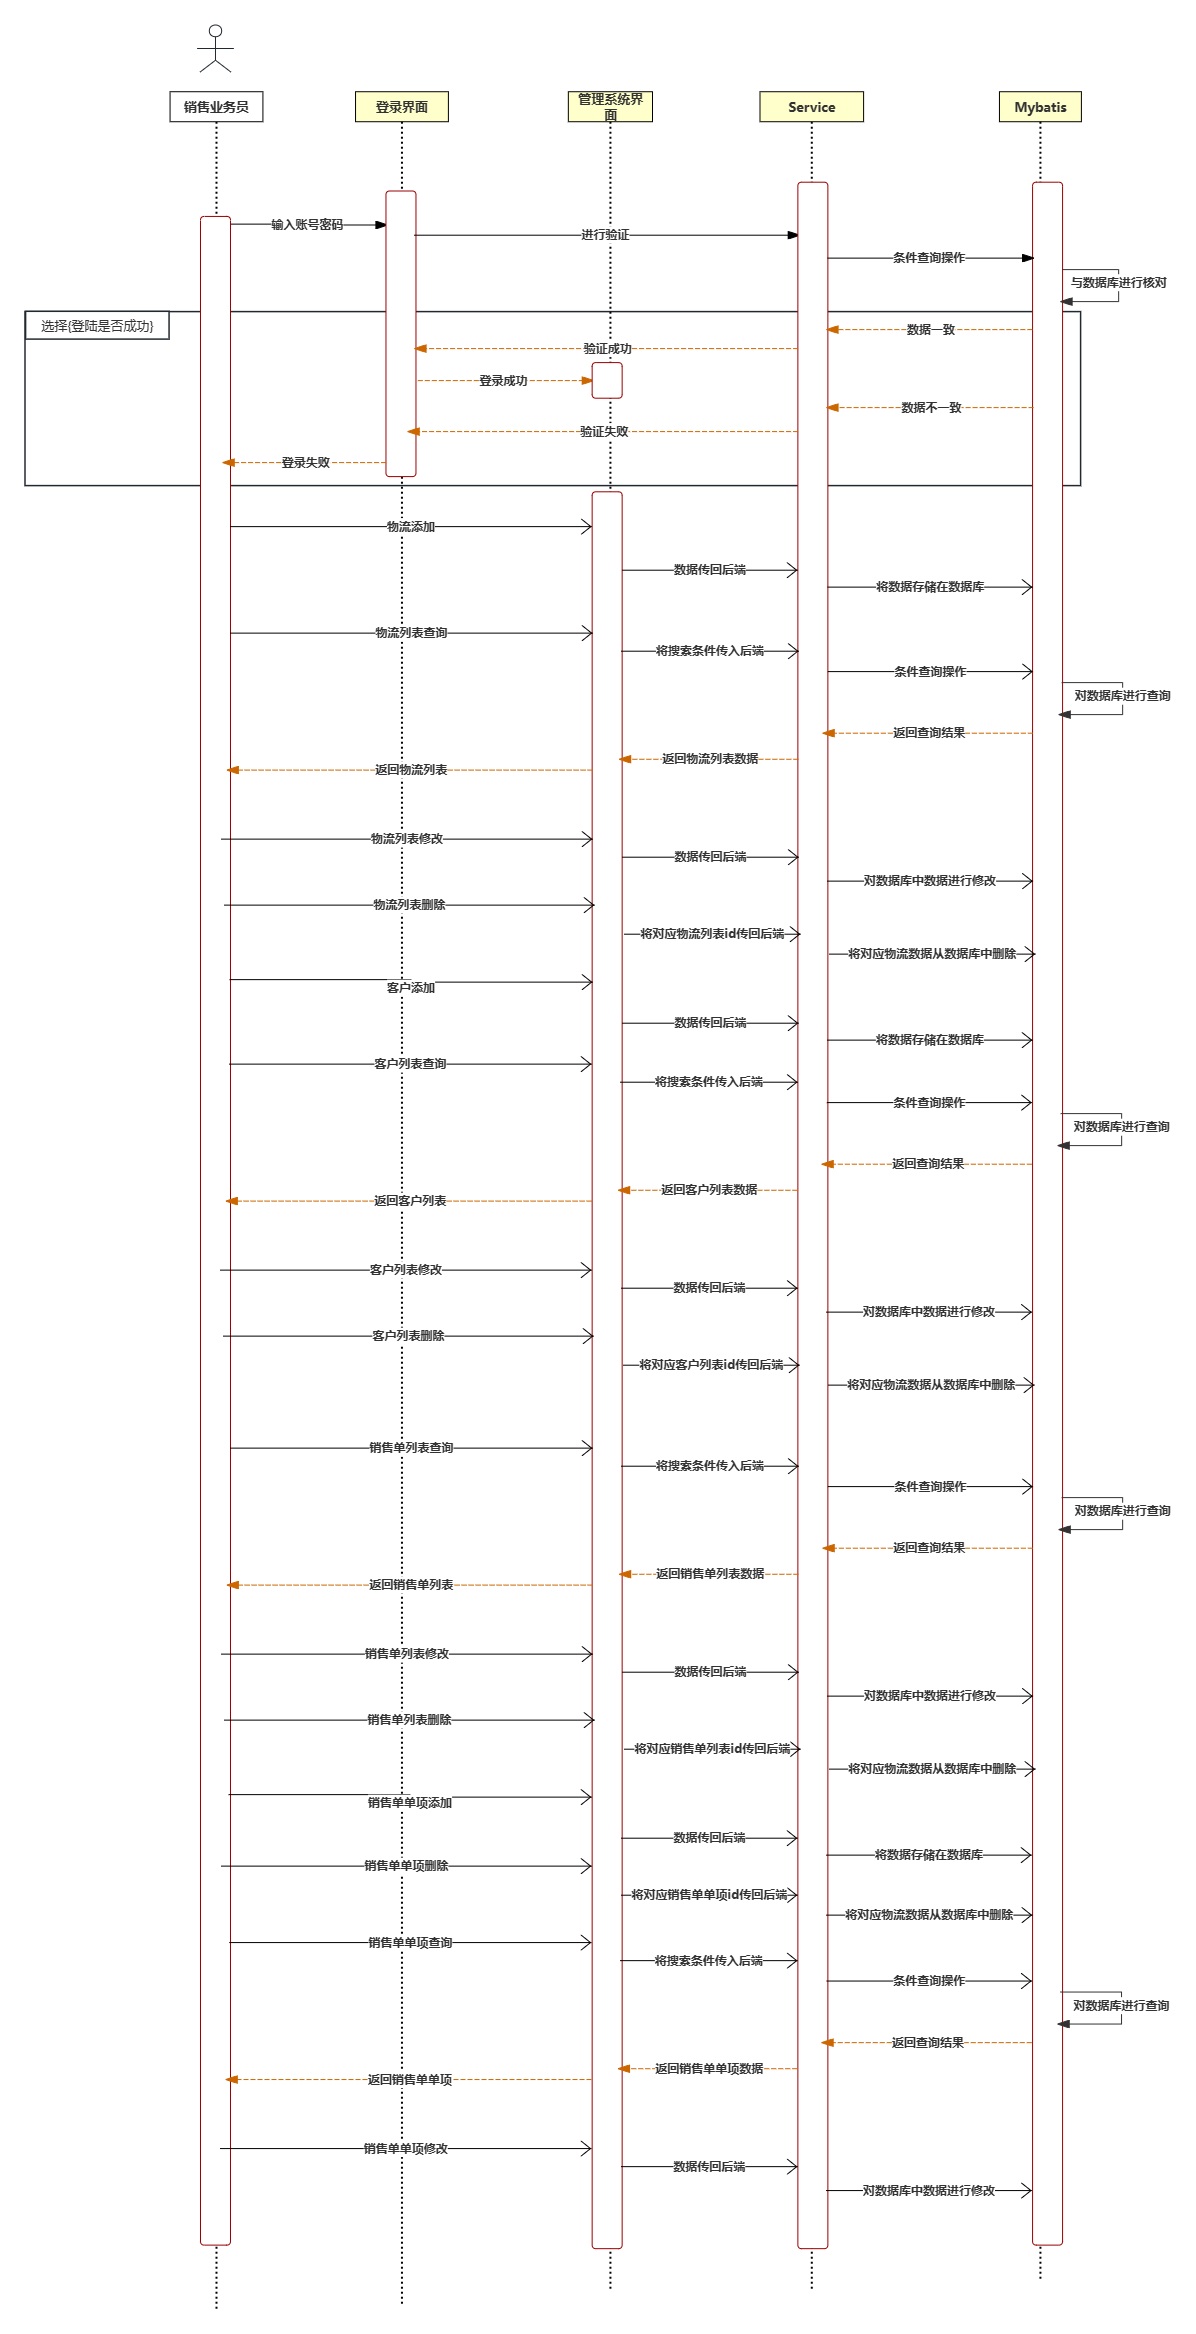 销售业务员
登录界面
管理系统界
面
Service
Mybatis
输入账号密码
进行验证
条件查询操作
与数据库进行核对
选择{登陆是否成功}
数据一致
验证成功
登录成功
数据不一致
验证失败
登录失败
物流添加
数据传回后端
将数据存储在数据库
物流列表查询
将搜索条件传入后端
条件查询操作
对数据库进行查询
返回查询结果
返回物流列表数据
返回物流列表
物流列表修改
数据传回后端
对数据库中数据进行修改
物流列表删除
将对应物流列表id传回后端
将对应物流数据从数据库中删除
客户添加
数据传回后端
将数据存储在数据库
客户列表查询
将搜索条件传入后端
条件查询操作
对数据库进行查询
返回查询结果
返回客户列表数据
返回客户列表
客户列表修改
数据传回后端
对数据库中数据进行修改
客户列表删除
将对应客户列表id传回后端
将对应物流数据从数据库中删除
销售单列表查询
将搜索条件传入后端
条件查询操作
对数据库进行查询
返回查询结果
返回销售单列表数据
返回销售单列表
销售单列表修改
数据传回后端
对数据库中数据进行修改
销售单列表删除
将对应销售单列表id传回后端
将对应物流数据从数据库中删除
销售单单项添加
数据传回后端
将数据存储在数据库
销售单单项删除
将对应销售单单项id传回后端
将对应物流数据从数据库中删除
销售单单项查询
将搜索条件传入后端
条件查询操作
对数据库进行查询
返回查询结果
返回销售单单项数据
返回销售单单项
销售单单项修改
数据传回后端
对数据库中数据进行修改